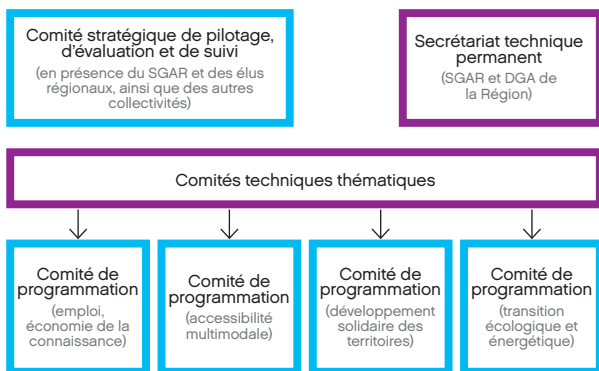 Comité stratégique de pilotage,
d'évaluation et de suivi
(en présence du SGAR et des élus
régionaux, ainsi que des autres
collectivités)
Secrétariat technique
permanent
(SGAR et DGA de
la Région)
Comités techniques thématiques
Comité de
programmation
(emploi,
économie de la
connaissance)
Comité de
programmation
(accessibilité
multimodale)
Comité de
programmation
(développement
solidaire des
territoires)
Comité de
programmation
(transition
écologique et
énergétique)